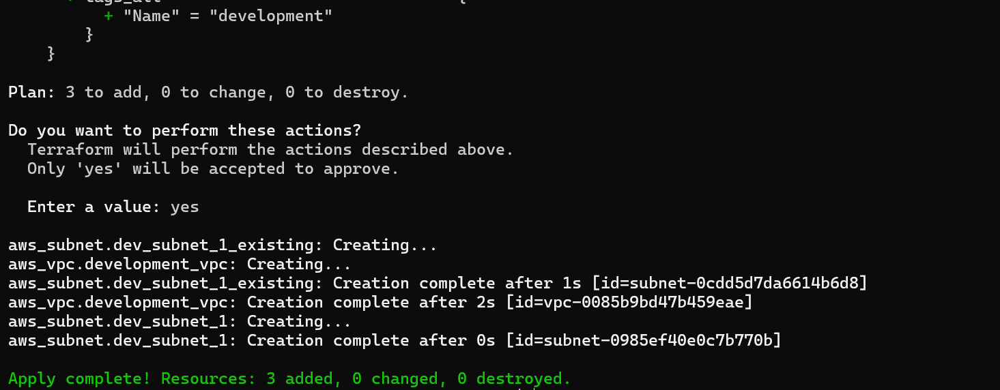 + "Name" = "development"
}
}
Plan: 3 to add, 0 to change, 0 to destroy.
Do you want to perform these actions?
Terraform will perform the actions described above.
Only 'yes' will be accepted to approve.
Enter a value: yes
aws_subnet.dev_subnet_1_existing: Creating...
aws_vpc.development_vpc: Creating...
aws_subnet.dev_subnet_1_existing: Creation complete after 1s [id=subnet-0cdd5d7da6614b6d8]
aws_vpc.development_vpc: Creation complete after 2s [id=vpc-0085b9bd47b459eae]
aws_subnet.dev_subnet_1: Creating...
aws_subnet.dev_subnet_1: Creation complete after 0s [id=subnet-0985ef40e0c7b770b]
Apply complete! Resources: 3 added, 0 changed, 0 destroyed.